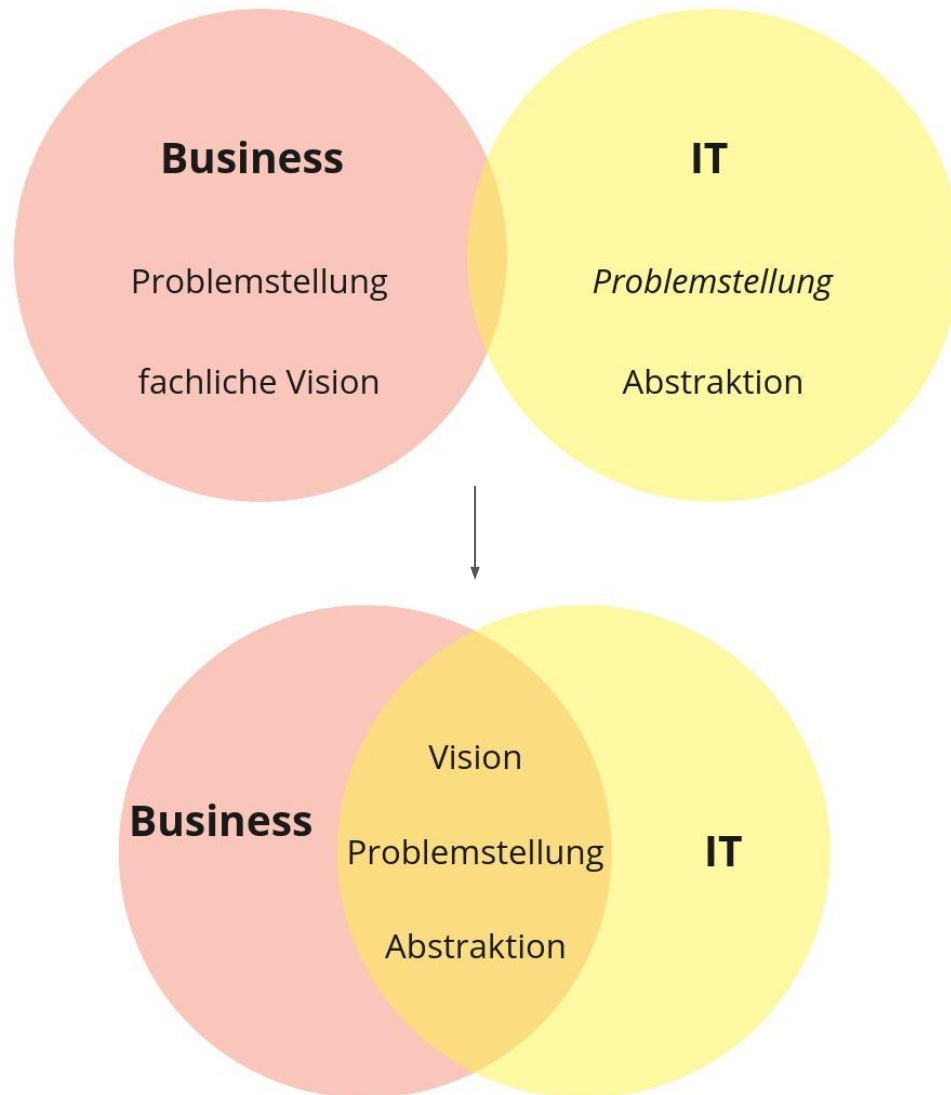 Business
IT
Problemstellung
Problemstellung
fachliche Vision
Abstraktion
Vision
Business
Problemstellung
IT
Abstraktion